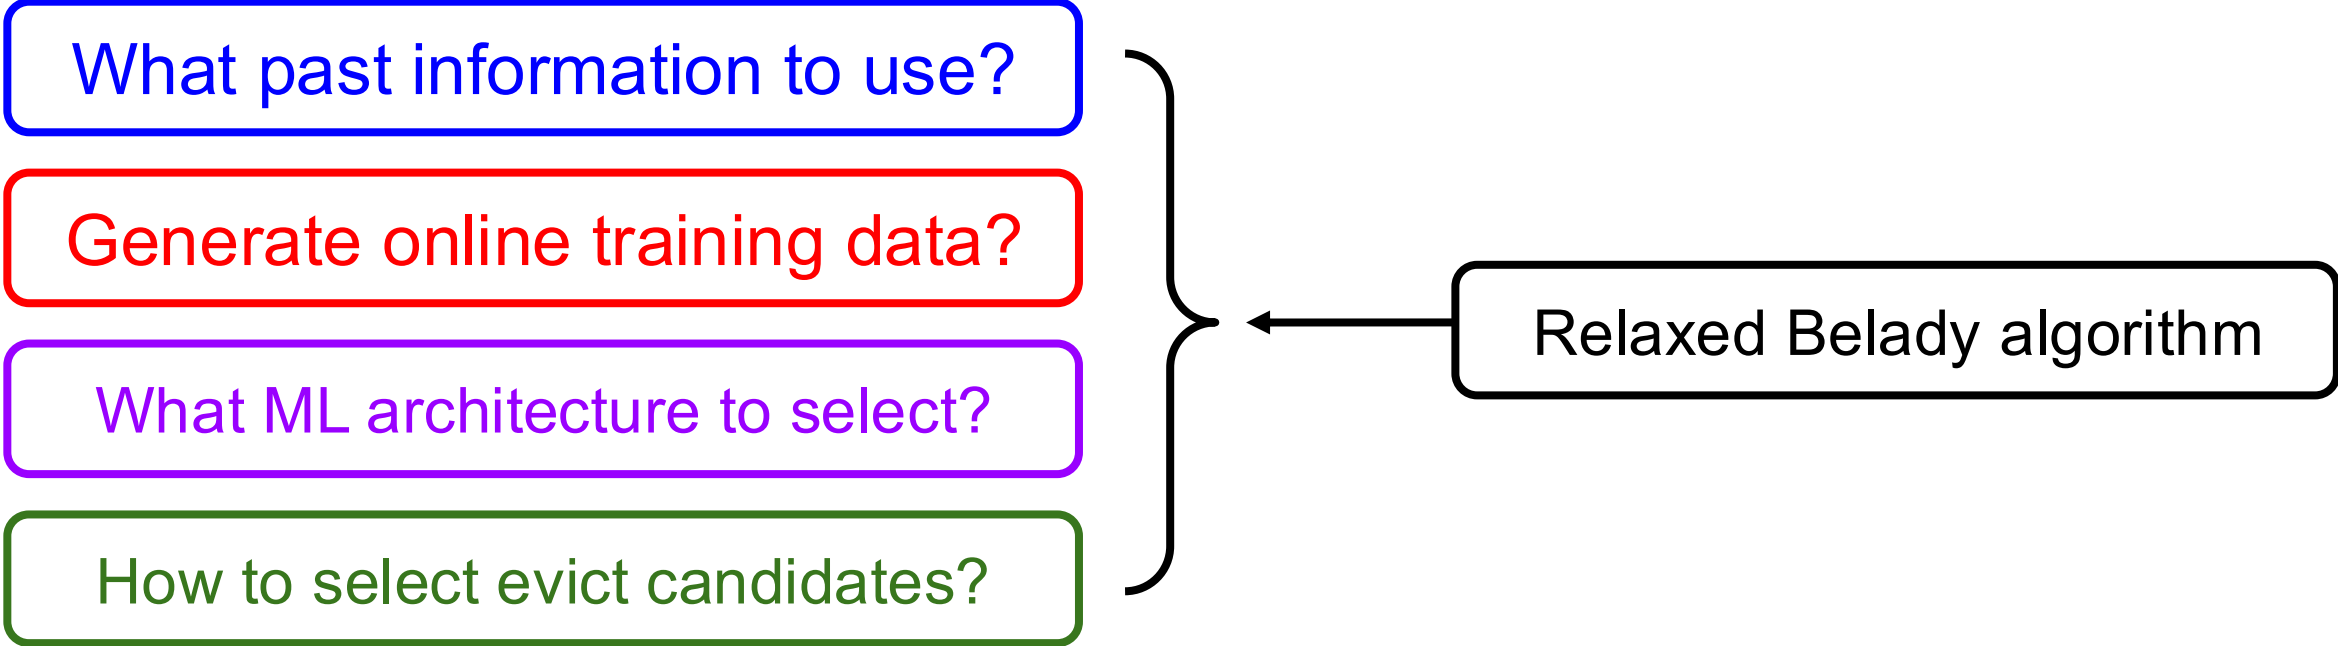 What past information to use?
Generate online training data?
What ML architecture to select?
How to select evict candidates?
Relaxed Belady algorithm